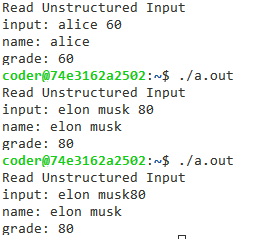 Read Unstructured Input
input: alice 60
name: alice
grade: 60
coder@74e3162a2502:~$ ./a.out
Read Unstructured Input
input: elon musk 80
name: elon musk
grade: 80
coder@74e3162a2502:~$ ./a.out
Read Unstructured Input
input: elon musk80
name: elon musk
grade: 80